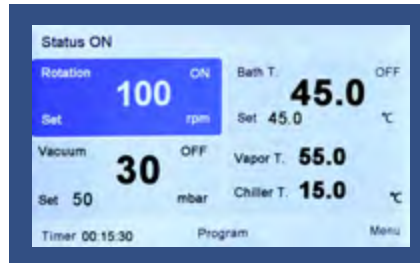 Status ON
Rotation ON
100
Set rpm
Bath T. OFF
45.0
Set 45.0 ℃
Vacuum OFF
30
Set 50 mbar
Vapor T. 55.0
Chiller T. 15.0 ℃
Timer 00:15:30 Program Menu